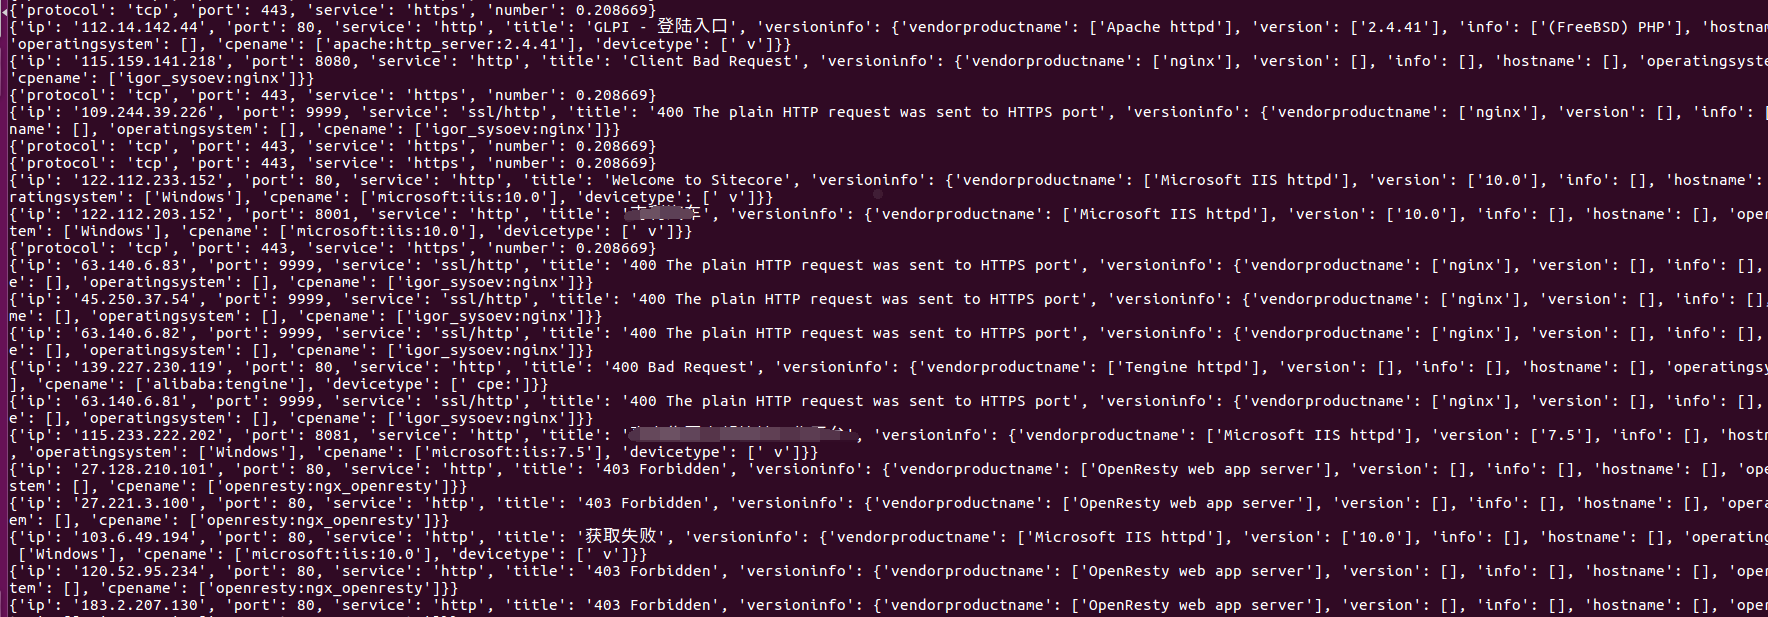 {'protocol': 'tcp', 'port': 443, 'service': 'https', 'number': 0.208669}
{'ip': '112.14.142.44', 'port': 80, 'service': 'http', 'title': 'GLPI - 登陆入口', 'versioninfo': {'vendorproductname': ['Apache httpd'], 'version': ['2.4.41'], 'info': ['(FreeBSD) PHP'], 'hostna
'operatingsystem': [], 'cpename': ['apache:http_server:2.4.41'], 'devicetype': [' v']}}
{'ip': '115.159.141.218', 'port': 8080, 'service': 'http', 'title': 'Client Bad Request', 'versioninfo': {'vendorproductname': ['nginx'], 'version': [], 'info': [], 'hostname': [], 'operatingsyste
'cpename': ['igor_sysoev:nginx']}}
{'protocol': 'tcp', 'port': 443, 'service': 'https', 'number': 0.208669}
{'ip': '109.244.39.226', 'port': 9999, 'service': 'ssl/http', 'title': '400 The plain HTTP request was sent to HTTPS port', 'versioninfo': {'vendorproductname': ['nginx'], 'version': [], 'info': [
name': [], 'operatingsystem': [], 'cpename': ['igor_sysoev:nginx']}}
{'protocol': 'tcp', 'port': 443, 'service': 'https', 'number': 0.208669}
{'protocol': 'tcp', 'port': 443, 'service': 'https', 'number': 0.208669}
{'ip': '122.112.233.152', 'port': 80, 'service': 'http', 'title': 'Welcome to Sitecore', 'versioninfo': {'vendorproductname': ['Microsoft IIS httpd'], 'version': ['10.0'], 'info': [], 'hostname':
ratingsystem': ['Windows'], 'cpename': ['microsoft:iis:10.0'], 'devicetype': [' v']}}
{'ip': '122.112.203.152', 'port': 8001, 'service': 'http', 'title': '车', 'versioninfo': {'vendorproductname': ['Microsoft IIS httpd'], 'version': ['10.0'], 'info': [], 'hostname': [], 'oper
tem': ['Windows'], 'cpename': ['microsoft:iis:10.0'], 'devicetype': [' v']}}
{'protocol': 'tcp', 'port': 443, 'service': 'https', 'number': 0.208669}
{'ip': '63.140.6.83', 'port': 9999, 'service': 'ssl/http', 'title': '400 The plain HTTP request was sent to HTTPS port', 'versioninfo': {'vendorproductname': ['nginx'], 'version': [], 'info': [],
e': [], 'operatingsystem': [], 'cpename': ['igor_sysoev:nginx']}}
{'ip': '45.250.37.54', 'port': 9999, 'service': 'ssl/http', 'title': '400 The plain HTTP request was sent to HTTPS port', 'versioninfo': {'vendorproductname': ['nginx'], 'version': [], 'info': [],
me': [], 'operatingsystem': [], 'cpename': ['igor_sysoev:nginx']}}
{'ip': '63.140.6.82', 'port': 9999, 'service': 'ssl/http', 'title': '400 The plain HTTP request was sent to HTTPS port', 'versioninfo': {'vendorproductname': ['nginx'], 'version': [], 'info': [],
e': [], 'operatingsystem': [], 'cpename': ['igor_sysoev:nginx']}}
{'ip': '139.227.230.119', 'port': 80, 'service': 'http', 'title': '400 Bad Request', 'versioninfo': {'vendorproductname': ['Tengine httpd'], 'version': [], 'info': [], 'hostname': [], 'operatingsy
], 'cpename': ['alibaba:tengine'], 'devicetype': [' cpe:']}}
{'ip': '63.140.6.81', 'port': 9999, 'service': 'ssl/http', 'title': '400 The plain HTTP request was sent to HTTPS port', 'versioninfo': {'vendorproductname': ['nginx'], 'version': [], 'info': [],
e': [], 'operatingsystem': [], 'cpename': ['igor_sysoev:nginx']}}
{'ip': '115.233.222.202', 'port': 8081, 'service': 'http', 'title': ', 'versioninfo': {'vendorproductname': ['Microsoft IIS httpd'], 'version': ['7.5'], 'info': [], 'hostn
, 'operatingsystem': ['Windows'], 'cpename': ['microsoft:iis:7.5'], 'devicetype': [' v']}}
{'ip': '27.128.210.101', 'port': 80, 'service': 'http', 'title': '403 Forbidden', 'versioninfo': {'vendorproductname': ['OpenResty web app server'], 'version': [], 'info': [], 'hostname': [], 'ope
stem': [], 'cpename': ['openresty:ngx_openresty']}}
{'ip': '27.221.3.100', 'port': 80, 'service': 'http', 'title': '403 Forbidden', 'versioninfo': {'vendorproductname': ['OpenResty web app server'], 'version': [], 'info': [], 'hostname': [], 'opera
em': [], 'cpename': ['openresty:ngx_openresty']}}
{'ip': '103.6.49.194', 'port': 80, 'service': 'http', 'title': '获取失败', 'versioninfo': {'vendorproductname': ['Microsoft IIS httpd'], 'version': ['10.0'], 'info': [], 'hostname': [], 'operating
['Windows'], 'cpename': ['microsoft:iis:10.0'], 'devicetype': [' v']}}
{'ip': '120.52.95.234', 'port': 80, 'service': 'http', 'title': '403 Forbidden', 'versioninfo': {'vendorproductname': ['OpenResty web app server'], 'version': [], 'info': [], 'hostname': [], 'oper
tem': [], 'cpename': ['openresty:ngx_openresty']}}
{'ip': '183.2.207.130', 'port': 80, 'service': 'http', 'title': '403 Forbidden', 'versioninfo': {'vendorproductname': ['OpenResty web app server'], 'version': [], 'info': [], 'hostname': [], 'oper